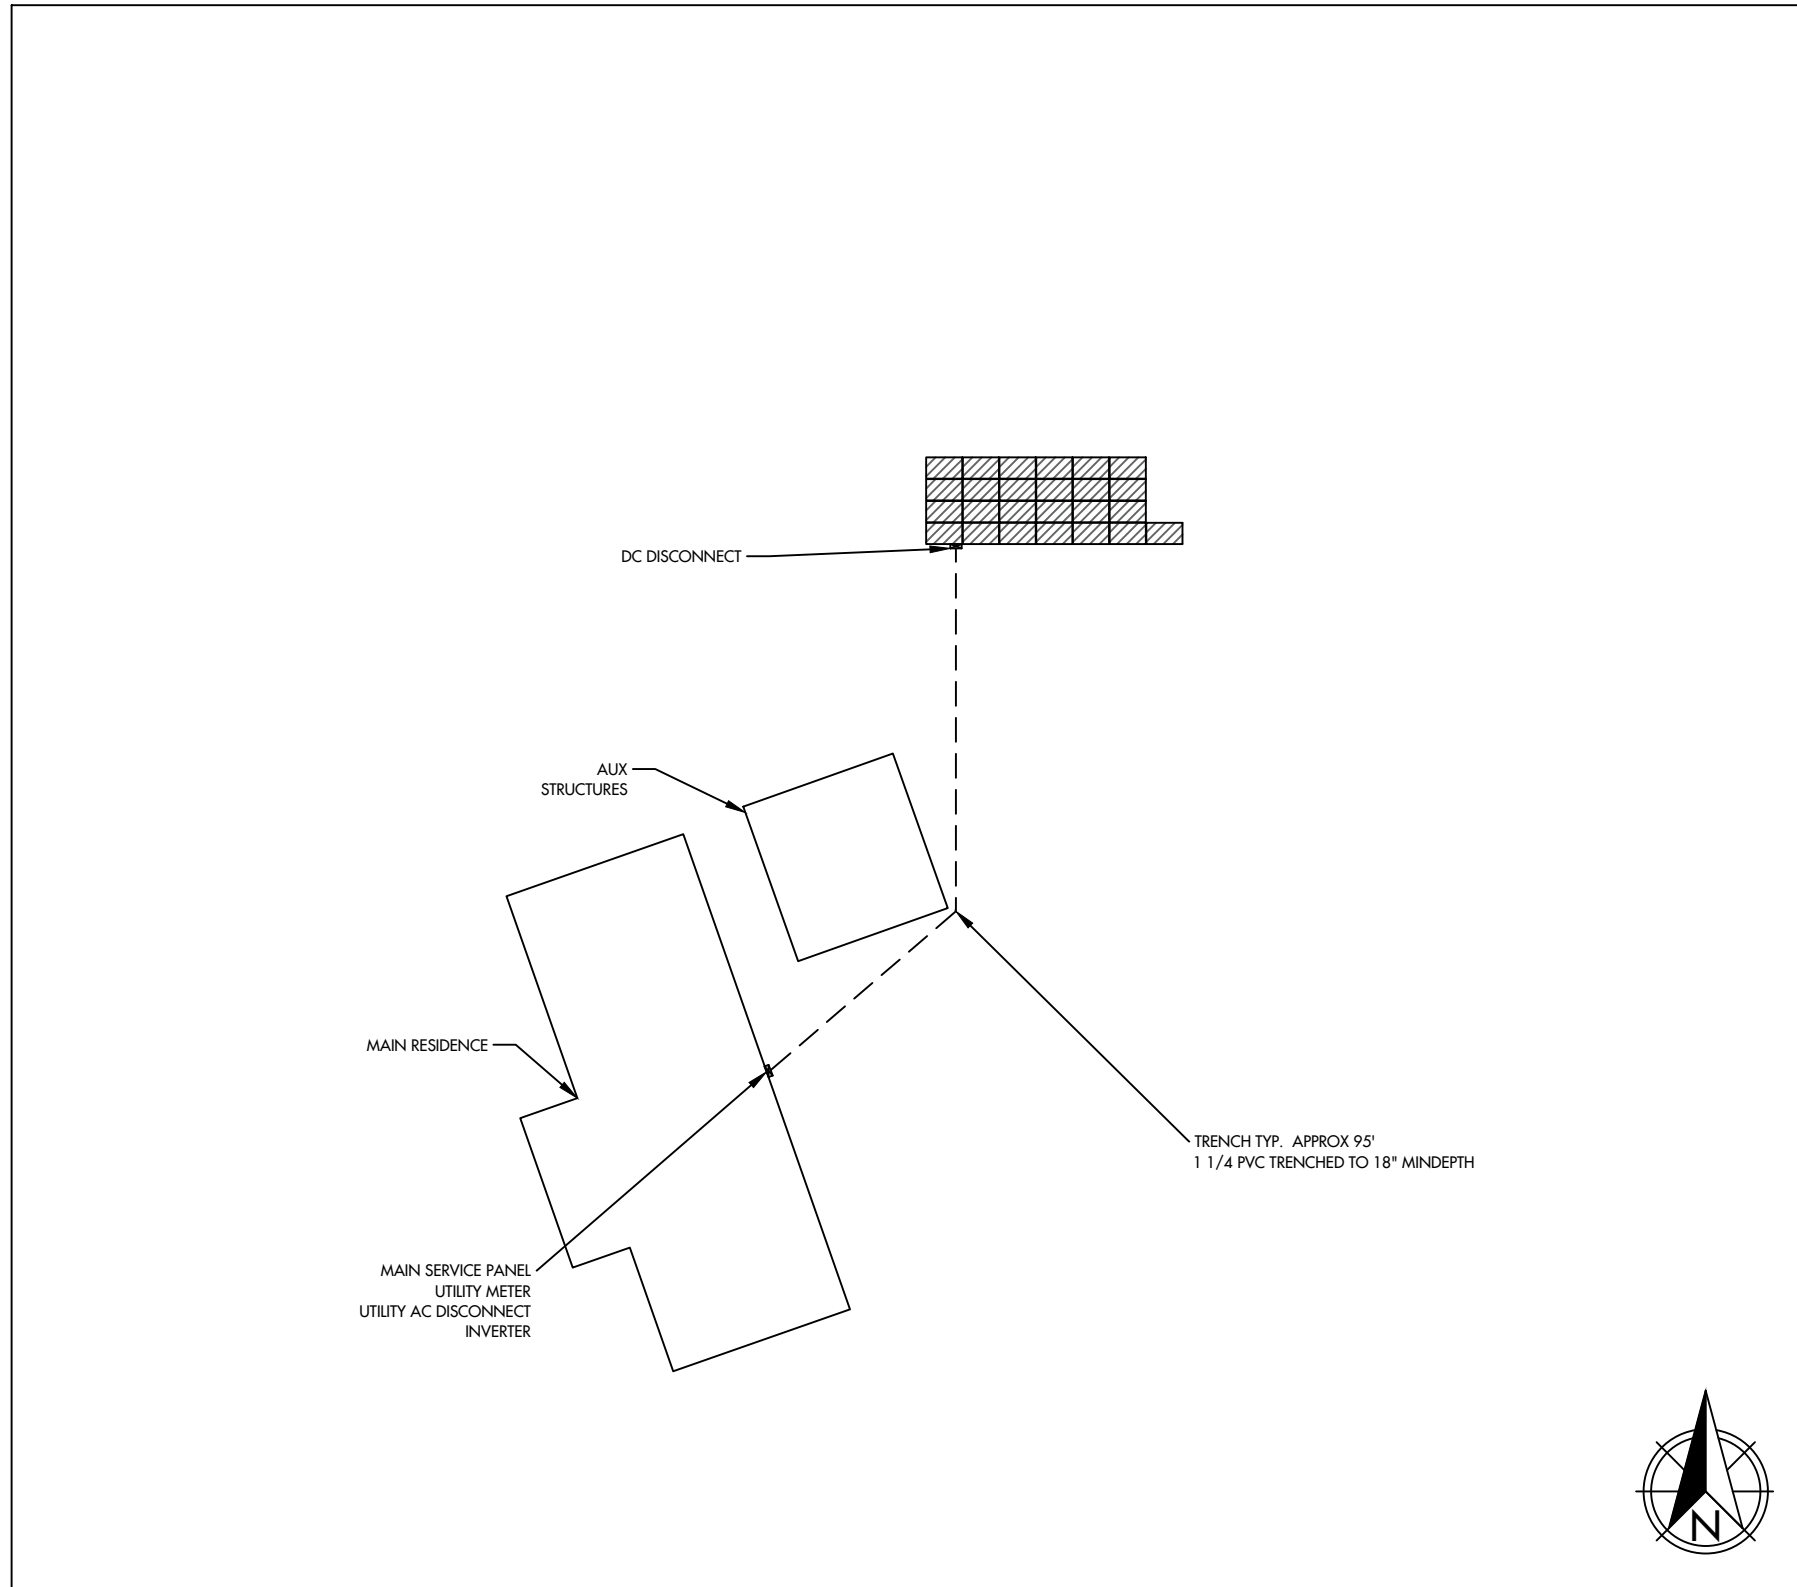 DC DISCONNECT
AUX
STRUCTURES
MAIN RESIDENCE
TRENCH TYP. APPROX 95'
1 1/4 PVC TRENCHED TO 18" MINDEPTH
MAIN SERVICE PANEL
UTILITY METER
UTILITY AC DISCONNECT
INVERTER
N